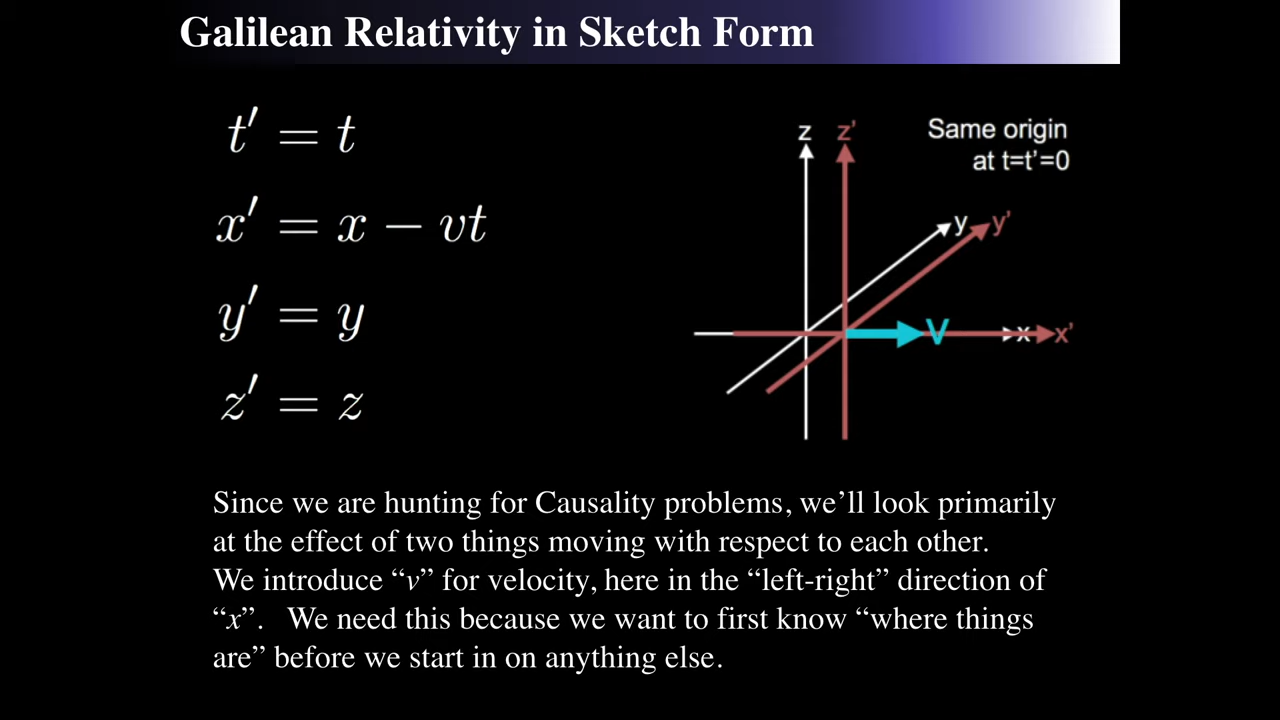 Galilean Relativity in Sketch Form
t′ = t
x′ = x − vt
y′ = y
z′ = z
Same origin
at t=t’=0
z z’
y y’
V x x’
Since we are hunting for Causality problems, we’ll look primarily
at the effect of two things moving with respect to each other.
We introduce “v” for velocity, here in the “left-right” direction of
“x”. We need this because we want to first know “where things
are” before we start in on anything else.